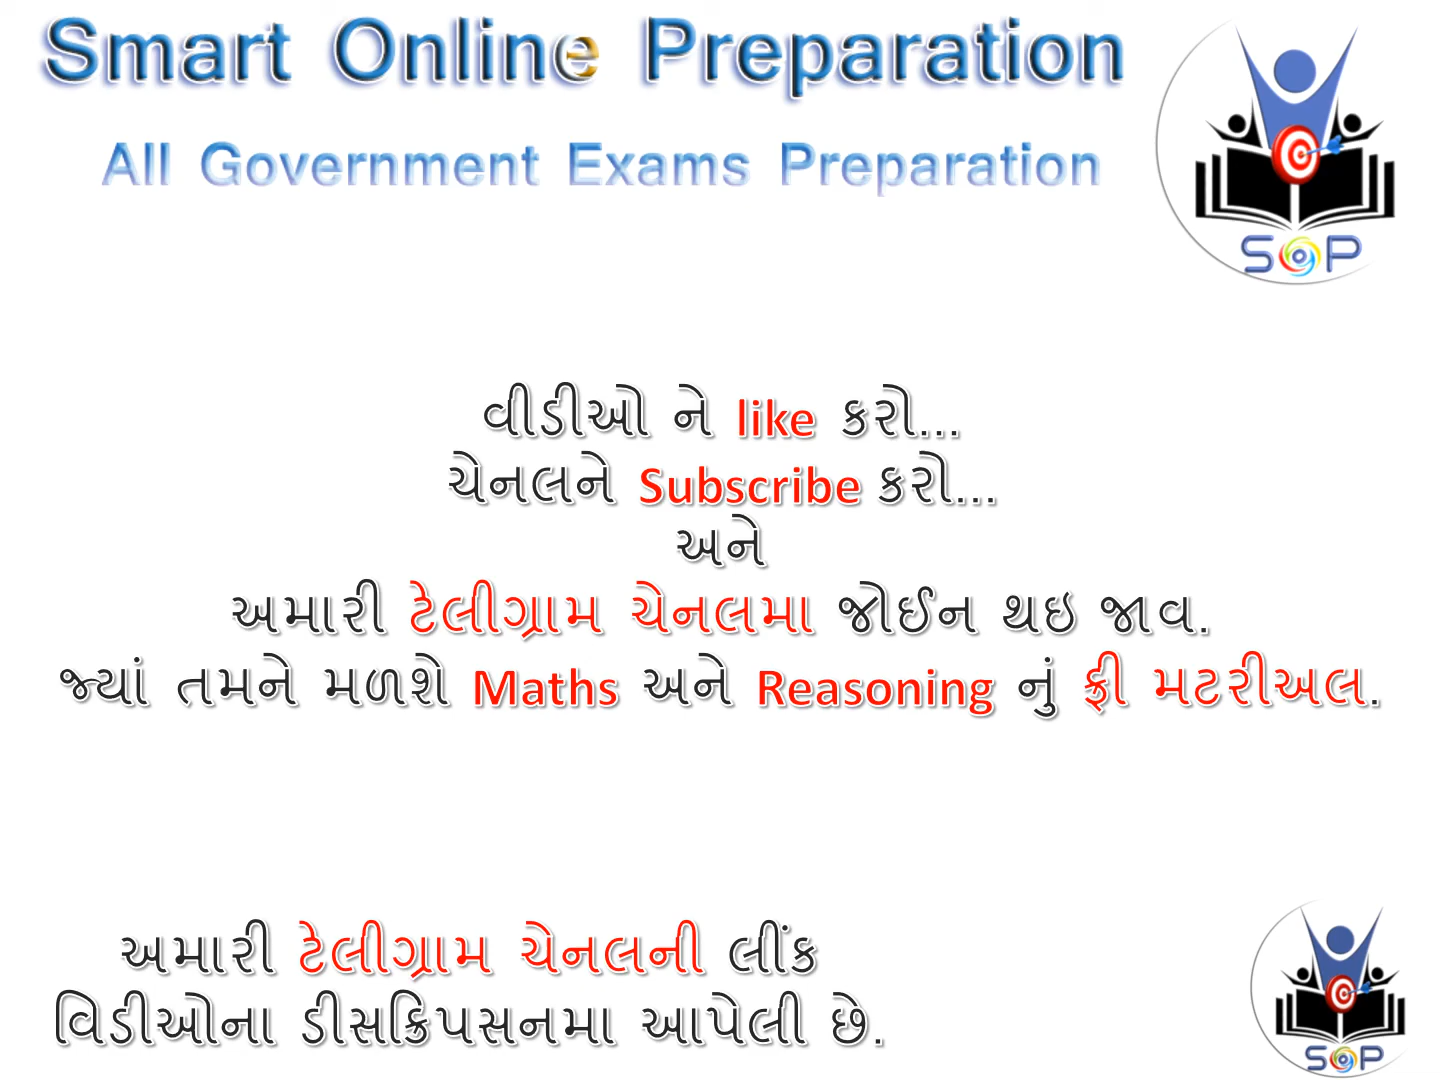 Smart Online Preparation
All Government Exams Preparation
SOP
વીડીઓ ને like કરો...
ચેનલને Subscribe કરો...
અને
અમારી ટેલીગ્રામ ચેનલમા જોઈન થઇ જાવ.
જ્યાં તમને મળશે Maths અને Reasoning નું ફ્રી મટરીઅલ.
અમારી ટેલીગ્રામ ચેનલની લીંક
વિડીઓના ડીસક્રિપસનમા આપેલી છે.
SOP